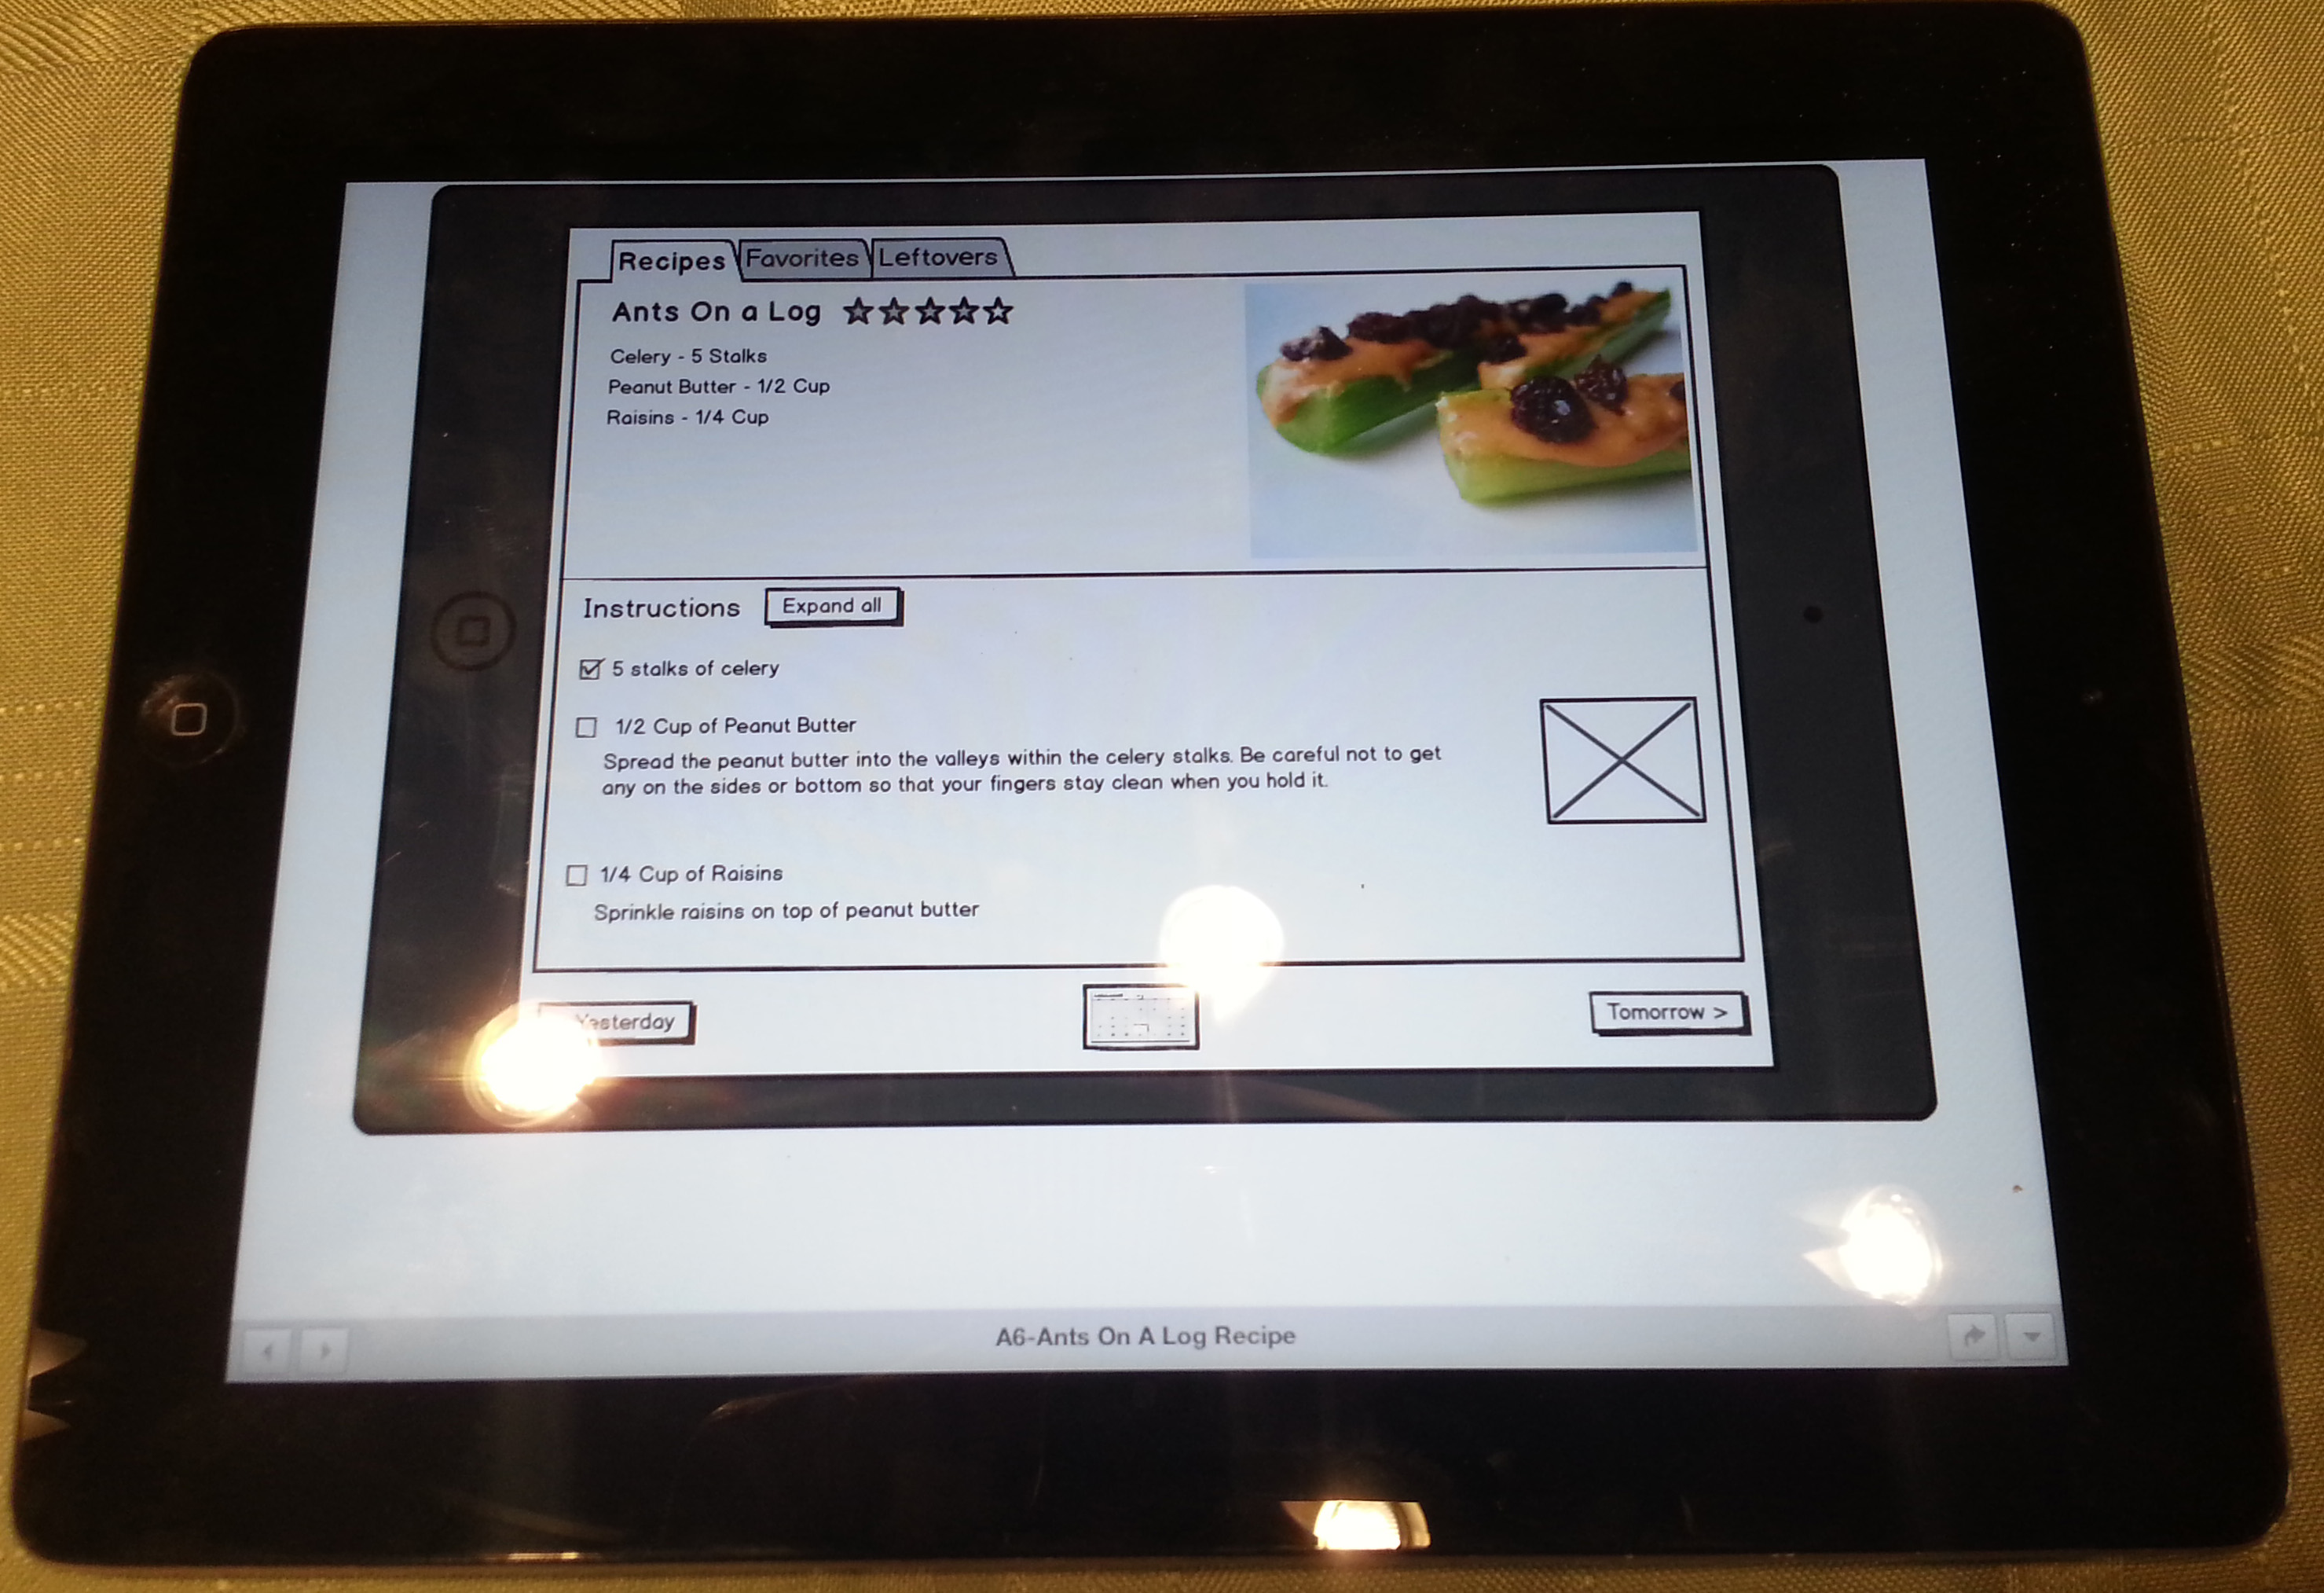 Recipes Favorites Leftovers
Ants On a Log
Celery - 5 Stalks
Peanut Butter - 1/2 Cup
Raisins - 1/4 Cup
Instructions Expand all
5 stalks of celery
1/2 Cup of Peanut Butter
Spread the peanut butter into the valleys within the celery stalks. Be careful not to get
any on the sides or bottom so that your fingers stay clean when you hold it.
1/4 Cup of Raisins
Sprinkle raisins on top of peanut butter
Yesterday Tomorrow >
A6-Ants On A Log Recipe